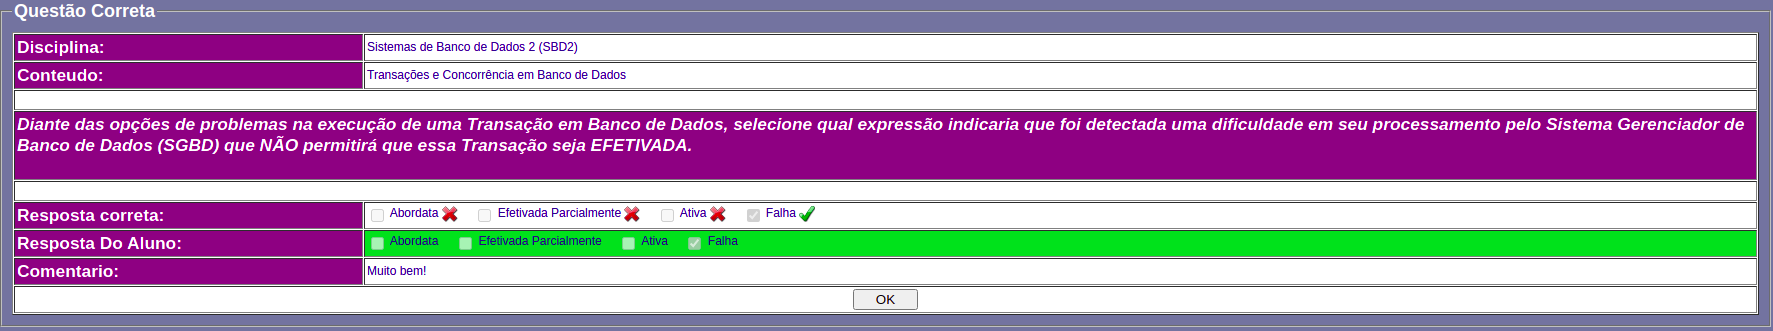 Questão Correta
Disciplina: Sistemas de Banco de Dados 2 (SBD2)
Conteudo: Transações e Concorrência em Banco de Dados
Diante das opções de problemas na execução de uma Transação em Banco de Dados, selecione qual expressão indicaria que foi detectada uma dificuldade em seu processamento pelo Sistema Gerenciador de
Banco de Dados (SGBD) que NÃO permitirá que essa Transação seja EFETIVADA.
Resposta correta: Abordata Efetivada Parcialmente Ativa Falha
Resposta Do Aluno: Abordata Efetivada Parcialmente Ativa Falha
Comentario: Muito bem!
OK